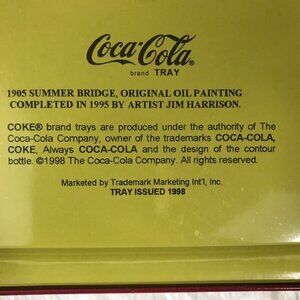 Coca-Cola®
brand TRAY
1905 SUMMER BRIDGE, ORIGINAL OIL PAINTING
COMPLETED IN 1995 BY ARTIST JIM HARRISON.
COKE® brand trays are produced under the authority of The
Coca-Cola Company, owner of the trademarks COCA-COLA,
COKE, Always COCA-COLA and the design of the contour
bottle. ©1998 The Coca-Cola Company. All rights reserved.
Marketed by Trademark Marketing Int'l, Inc.
TRAY ISSUED 1998